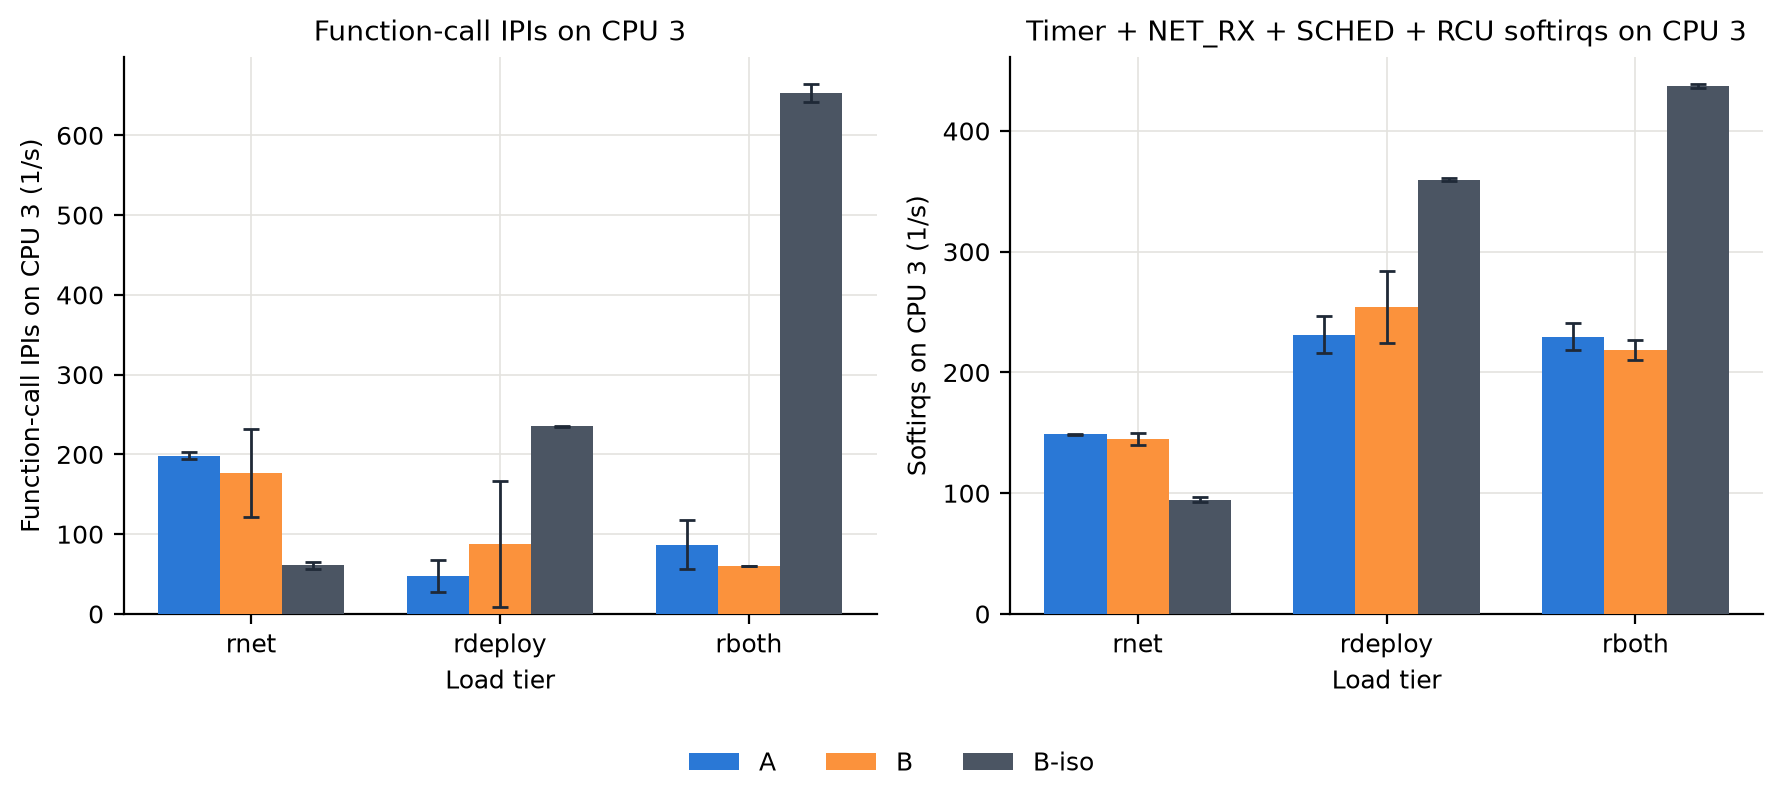 Function-call IPIs on CPU 3
Function-call IPIs on CPU 3 (1/s)
600
500
400
300
200
100
0
rnet rdeploy rboth
Load tier
Timer + NET_RX + SCHED + RCU softirqs on CPU 3
Softirqs on CPU 3 (1/s)
400
300
200
100
0
rnet rdeploy rboth
Load tier
A B B-iso